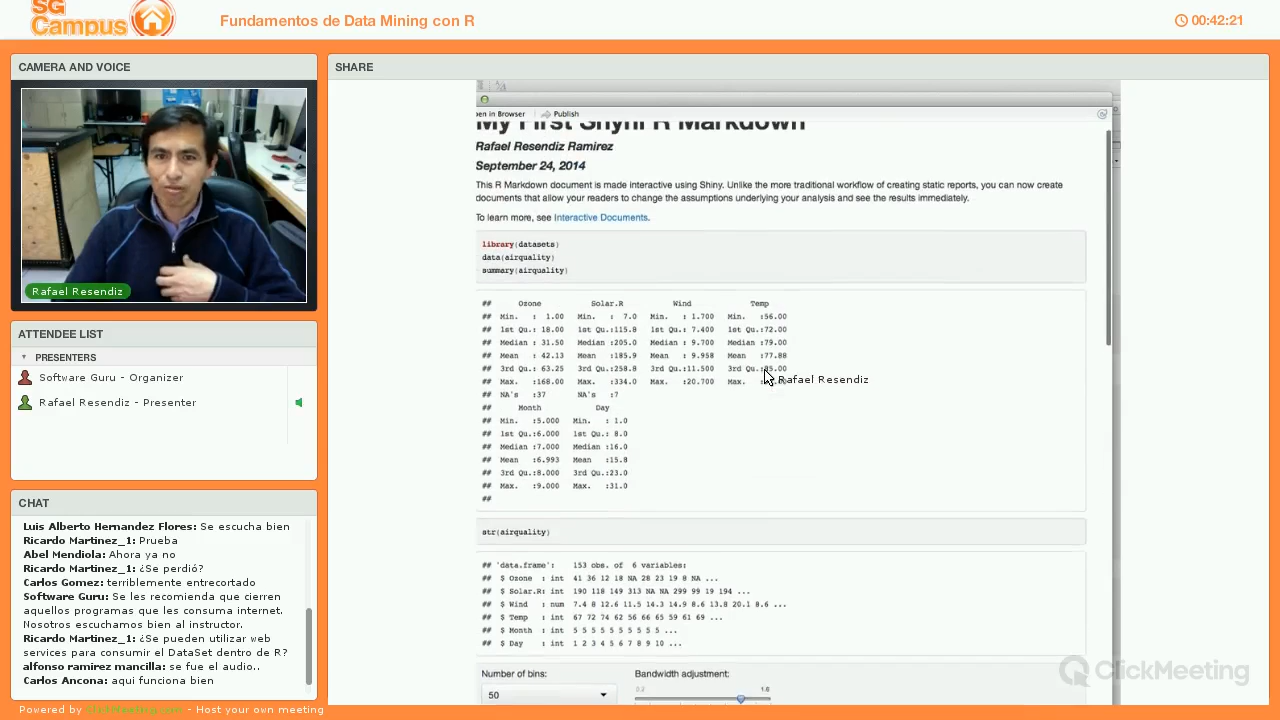 SG
Campus
Fundamentos de Data Mining con R
00:42:21
CAMERA AND VOICE
Rafael Resendiz
ATTENDEE LIST
PRESENTERS
Software Guru - Organizer
Rafael Resendiz - Presenter
CHAT
Luis Alberto Hernandez Flores: Se escucha bien
Ricardo Martinez_1: Prueba
Abel Mendiola: Ahora ya no
Ricardo Martinez_1: ¿Se perdió?
Carlos Gomez: terriblemente entrecortado
Software Guru: Se les recomienda que cierren
aquellos programas que les consuma internet.
Nosotros escuchamos bien al instructor.
Ricardo Martinez_1: ¿Se pueden utilizar web
services para consumir el DataSet dentro de R?
alfonso ramirez mancilla: se fue el audio..
Carlos Ancona: aqui funciona bien
Powered by ClickMeeting.com - Host your own meeting
SHARE
pen in Browser Publish
My First Shyni R Markdown
Rafael Resendiz Ramirez
September 24, 2014
This R Markdown document is made interactive using Shiny. Unlike the more traditional workflow of creating static reports, you can now create
documents that allow your readers to change the assumptions underlying your analysis and see the results immediately.
To learn more, see Interactive Documents.
library(datasets)
data(airquality)
summary(airquality)
## Ozone Solar.R Wind Temp
## Min. : 1.00 Min. : 7.0 Min. : 1.700 Min. :56.00
## 1st Qu.: 18.00 1st Qu.:115.8 1st Qu.: 7.400 1st Qu.:72.00
## Median : 31.50 Median :205.0 Median : 9.700 Median :79.00
## Mean : 42.13 Mean :185.9 Mean : 9.958 Mean :77.88
## 3rd Qu.: 63.25 3rd Qu.:258.8 3rd Qu.:11.500 3rd Qu.:85.00
## Max. :168.00 Max. :334.0 Max. :20.700 Max.
Rafael Resendiz
## NA's :37 NA's :7
## Month Day
## Min. :5.000 Min. : 1.0
## 1st Qu.:6.000 1st Qu.: 8.0
## Median :7.000 Median :16.0
## Mean :6.993 Mean :15.8
## 3rd Qu.:8.000 3rd Qu.:23.0
## Max. :9.000 Max. :31.0
##
str(airquality)
## 'data.frame': 153 obs. of 6 variables:
## $ Ozone : int 41 36 12 18 NA 28 23 19 8 NA ...
## $ Solar.R: int 190 118 149 313 NA NA 299 99 19 194 ...
## $ Wind : num 7.4 8 12.6 11.5 14.3 14.9 8.6 13.8 20.1 8.6 ...
## $ Temp : int 67 72 74 62 56 66 65 59 61 69 ...
## $ Month : int 5 5 5 5 5 5 5 5 5 5 ...
## $ Day : int 1 2 3 4 5 6 7 8 9 10 ...
Number of bins: Bandwidth adjustment:
50
0.2 1.6
ClickMeeting